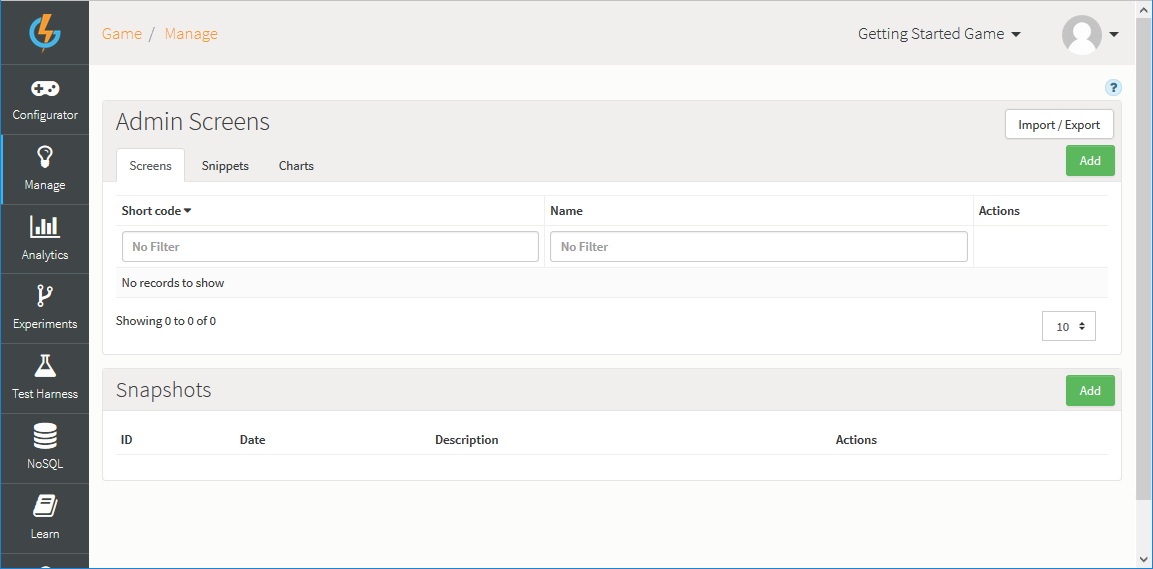 Game / Manage
Getting Started Game
Configurator
Manage
Analytics
Experiments
Test Harness
NoSQL
Learn
?
Admin Screens
Import / Export
Screens Snippets Charts
Add
Short code Name Actions
No Filter No Filter
No records to show
Showing 0 to 0 of 0
10
Snapshots
Add
ID Date Description Actions